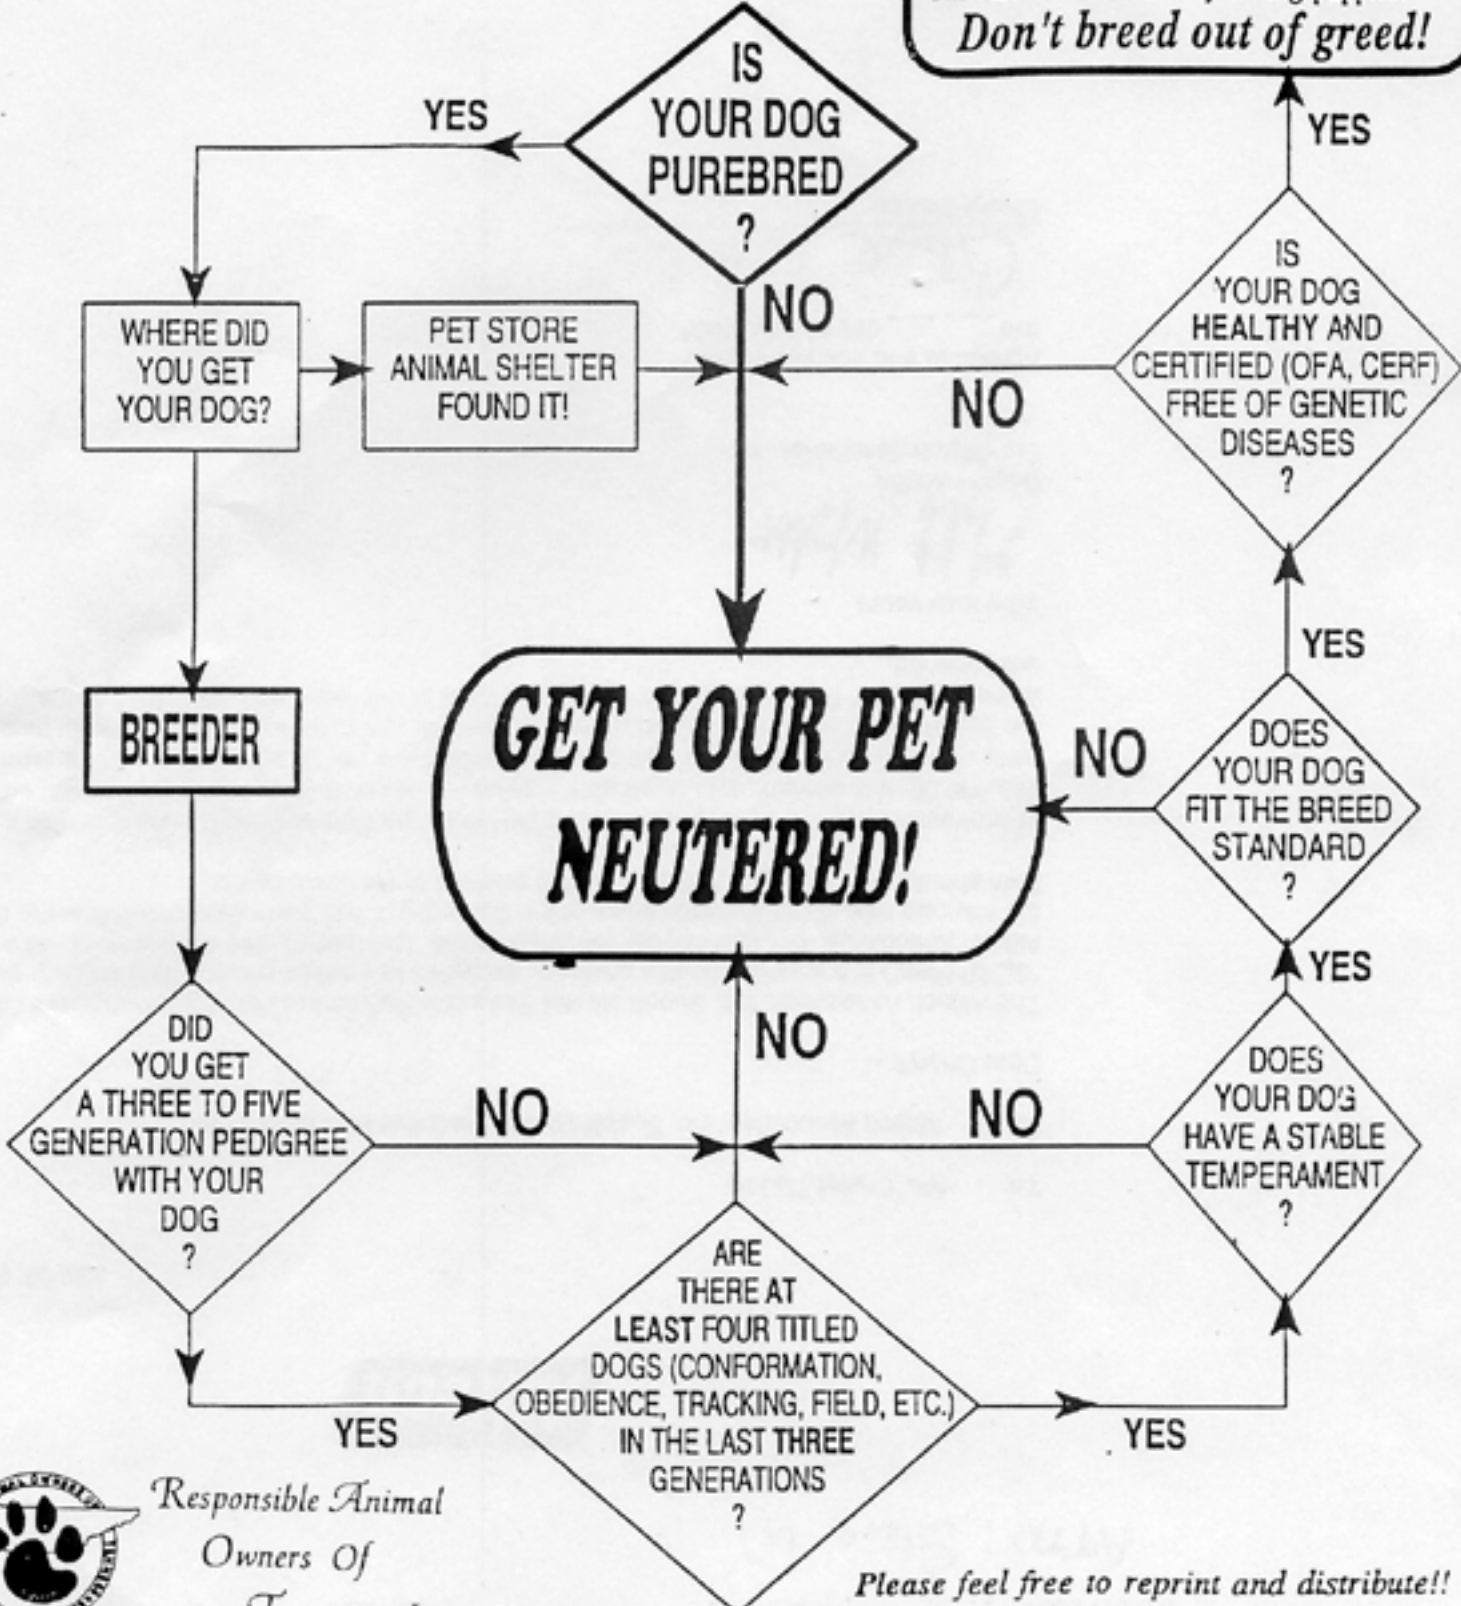 Don't breed out of greed!
IS
YOUR DOG
PUREBRED
?
YES
NO
WHERE DID
YOU GET
YOUR DOG?
PET STORE
ANIMAL SHELTER
FOUND IT!
BREEDER
DID
YOU GET
A THREE TO FIVE
GENERATION PEDIGREE
WITH YOUR
DOG
?
NO
YES
ARE
THERE AT
LEAST FOUR TITLED
DOGS (CONFORMATION,
OBEDIENCE, TRACKING, FIELD, ETC.)
IN THE LAST THREE
GENERATIONS
?
NO
YES
DOES
YOUR DOG
HAVE A STABLE
TEMPERAMENT
?
NO
YES
DOES
YOUR DOG
FIT THE BREED
STANDARD
?
NO
YES
IS
YOUR DOG
HEALTHY AND
CERTIFIED (OFA, CERF)
FREE OF GENETIC
DISEASES
?
NO
YES
GET YOUR PET
NEUTERED!
Responsible Animal
Owners Of
Please feel free to reprint and distribute!!